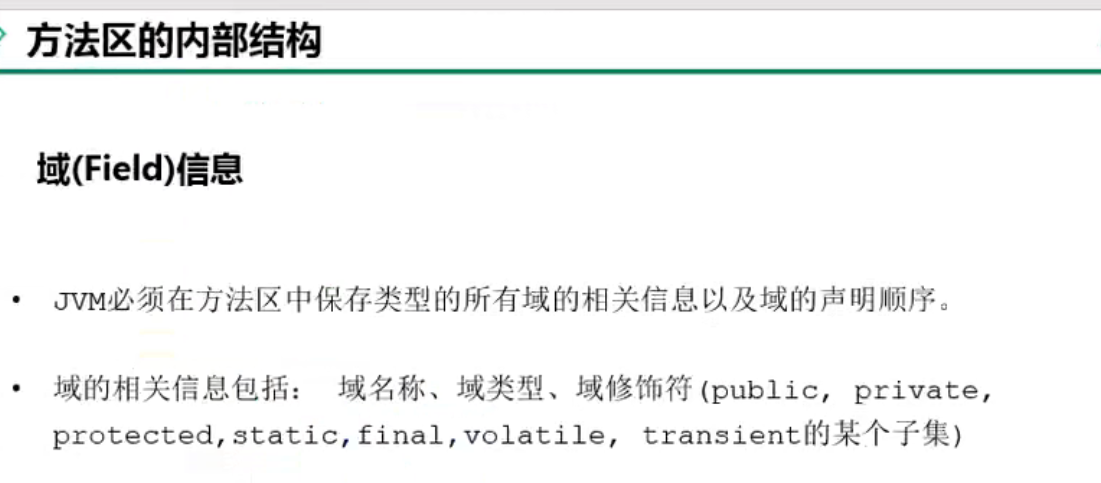 方法区的内部结构
域(Field)信息
• JVM必须在方法区中保存类型的所有域的相关信息以及域的声明顺序。
• 域的相关信息包括： 域名称、域类型、域修饰符(public, private,
protected,static,final,volatile, transient的某个子集)